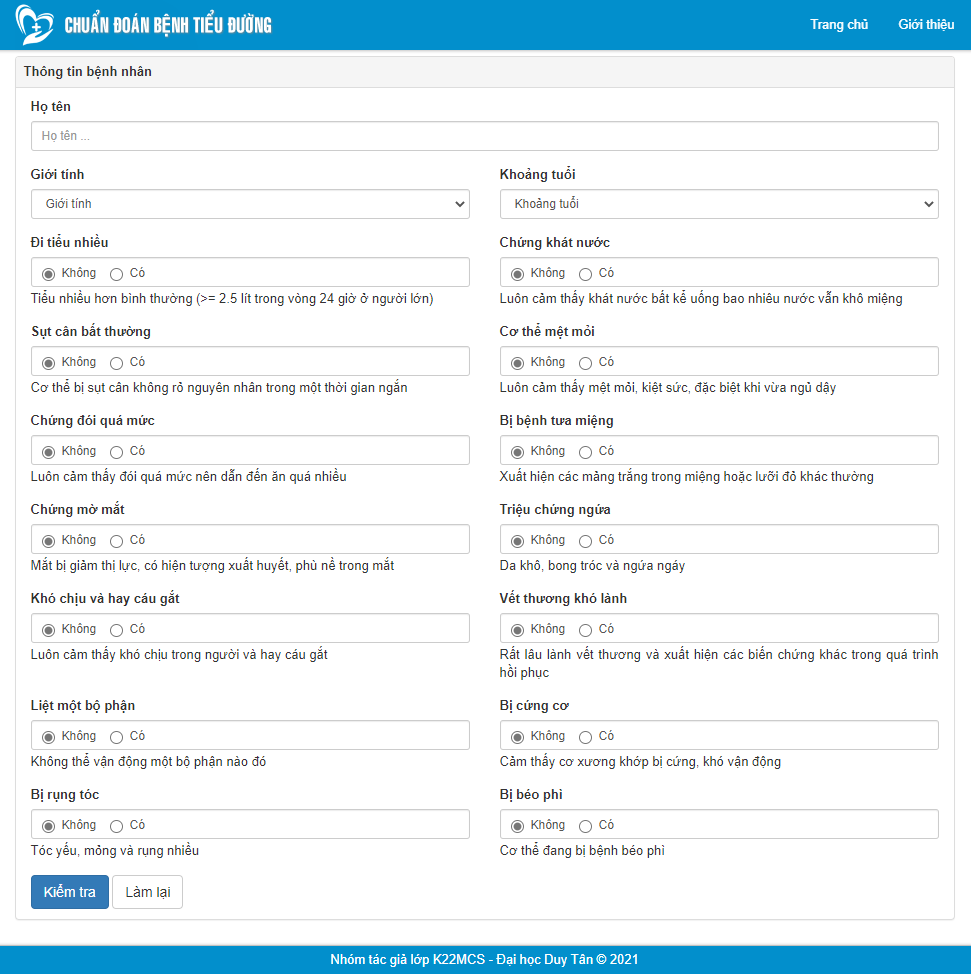 CHUẨN ĐOÁN BỆNH TIỂU ĐƯỜNG
Trang chủ
Giới thiệu
Thông tin bệnh nhân
Họ tên
Họ tên ...
Giới tính
Khoảng tuổi
Giới tính
Khoảng tuổi
Đi tiểu nhiều
Chứng khát nước
Không Có
Không Có
Tiểu nhiều hơn bình thường (>= 2.5 lít trong vòng 24 giờ ở người lớn)
Luôn cảm thấy khát nước bất kể uống bao nhiêu nước vẫn khô miệng
Sụt cân bất thường
Cơ thể mệt mỏi
Không Có
Không Có
Cơ thể bị sụt cân không rõ nguyên nhân trong một thời gian ngắn
Luôn cảm thấy mệt mỏi, kiệt sức, đặc biệt khi vừa ngủ dậy
Chứng đói quá mức
Bị bệnh tưa miệng
Không Có
Không Có
Luôn cảm thấy đói quá mức nên dẫn đến ăn quá nhiều
Xuất hiện các mảng trắng trong miệng hoặc lưỡi đỏ khác thường
Chứng mờ mắt
Triệu chứng ngứa
Không Có
Không Có
Mắt bị giảm thị lực, có hiện tượng xuất huyết, phù nề trong mắt
Da khô, bong tróc và ngứa ngáy
Khó chịu và hay cáu gắt
Vết thương khó lành
Không Có
Không Có
Luôn cảm thấy khó chịu trong người và hay cáu gắt
Rất lâu lành vết thương và xuất hiện các biến chứng khác trong quá trình
hồi phục
Liệt một bộ phận
Bị cứng cơ
Không Có
Không Có
Không thể vận động một bộ phận nào đó
Cảm thấy cơ xương khớp bị cứng, khó vận động
Bị rụng tóc
Bị béo phì
Không Có
Không Có
Tóc yếu, mỏng và rụng nhiều
Cơ thể đang bị bệnh béo phì
Kiểm tra
Làm lại
Nhóm tác giả lớp K22MCS - Đại học Duy Tân © 2021